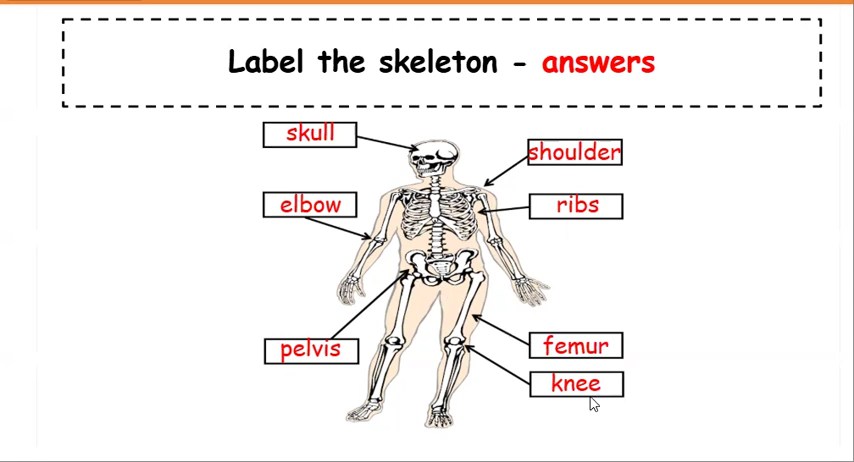 Label the skeleton - answers
skull
shoulder
elbow
ribs
pelvis
femur
knee